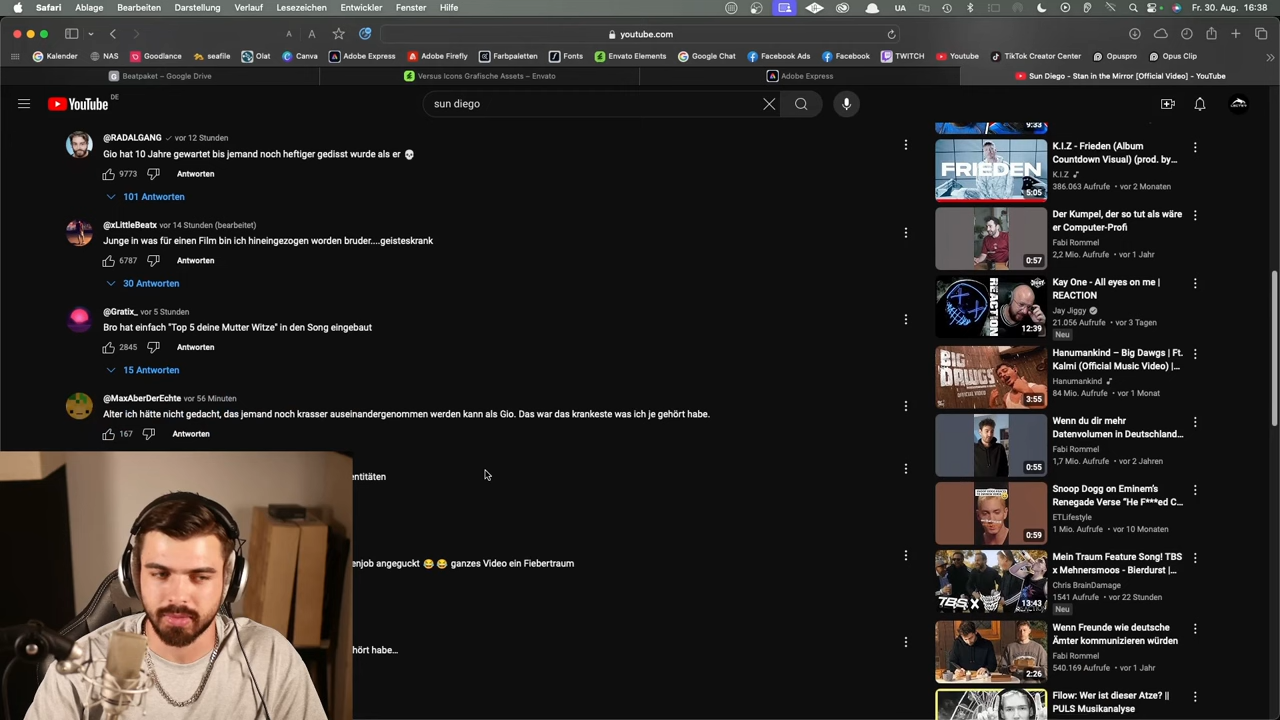 Safari Ablage Bearbeiten Darstellung Verlauf Lesezeichen Entwickler Fenster Hilfe UA Fr. 30. Aug. 16:38
youtube.com
Kalender NAS Goodlance seafile Olat Canva Adobe Express Adobe Firefly Farbpaletten Fonts Envato Elements Google Chat Facebook Ads Facebook TWITCH Youtube TikTok Creator Center Opuspro Opus Clip
Beatpaket – Google Drive
Versus Icons Grafische Assets – Envato
Adobe Express
Sun Diego - Stan in the Mirror [Official Video] - YouTube
YouTube DE
sun diego
@RADALGANG vor 12 Stunden
Gio hat 10 Jahre gewartet bis jemand noch heftiger gedisst wurde als er 💀
9773 Antworten
101 Antworten
@xLittleBeatx vor 14 Stunden (bearbeitet)
Junge in was für einen Film bin ich hineingezogen worden bruder....geisteskrank
6787 Antworten
30 Antworten
@Gratix_ vor 5 Stunden
Bro hat einfach "Top 5 deine Mutter Witze" in den Song eingebaut
2845 Antworten
15 Antworten
@MaxAberDerEchte vor 56 Minuten
Alter ich hätte nicht gedacht, das jemand noch krasser auseinandergenommen werden kann als Gio. Das war das krankeste was ich je gehört habe.
167 Antworten
entitäten
enjob angeguckt 😂 😂 ganzes Video ein Fiebertraum
hört habe...
9:33
FRIEDEN
5:05
K.I.Z - Frieden (Album
Countdown Visual) (prod. by...
K.I.Z
386.063 Aufrufe • vor 2 Monaten
0:57
Der Kumpel, der so tut als wäre
er Computer-Profi
Fabi Rommel
2,2 Mio. Aufrufe • vor 1 Jahr
REACTION
12:39
Kay One - All eyes on me |
REACTION
Jay Jiggy
21.056 Aufrufe • vor 3 Tagen
Neu
BIG
DAWGS
3:55
Hanumankind – Big Dawgs | Ft.
Kalmi (Official Music Video) |...
Hanumankind
84 Mio. Aufrufe • vor 1 Monat
0:55
Wenn du dir mehr
Datenvolumen in Deutschland...
Fabi Rommel
1,7 Mio. Aufrufe • vor 2 Jahren
0:59
Snoop Dogg on Eminem's
Renegade Verse "He F***ed C...
ETLifestyle
1 Mio. Aufrufe • vor 10 Monaten
TBS X
13:43
Mein Traum Feature Song! TBS
x Mehnersmoos - Bierdurst |...
Chris BrainDamage
1541 Aufrufe • vor 22 Stunden
Neu
2:26
Wenn Freunde wie deutsche
Ämter kommunizieren würden
Fabi Rommel
540.169 Aufrufe • vor 1 Jahr
Filow: Wer ist dieser Atze? ||
PULS Musikanalyse